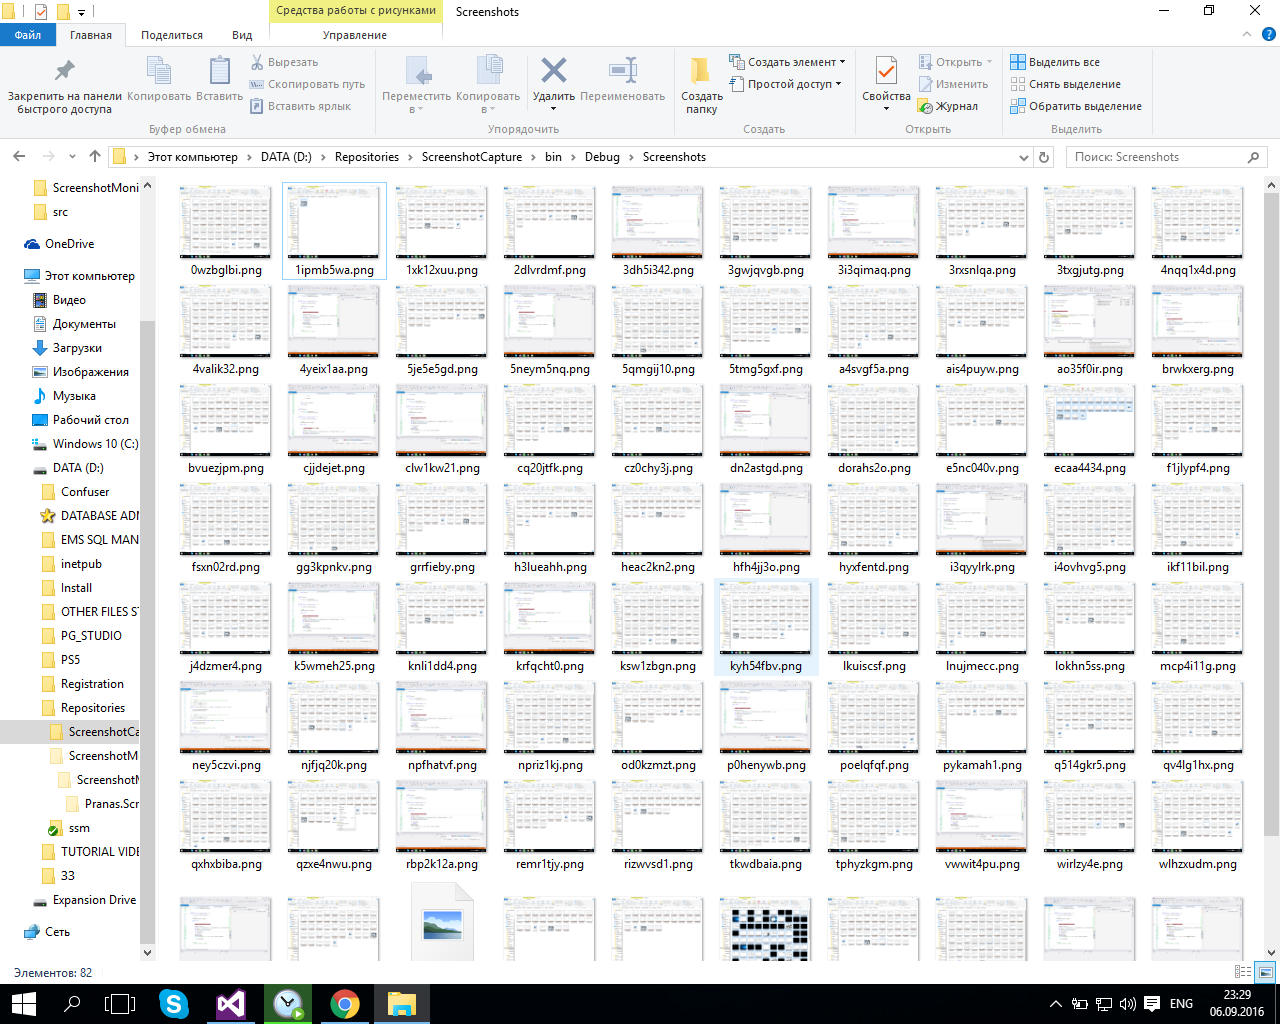 Средства работы с рисунками
Screenshots
Файл
Главная
Поделиться
Вид
Управление
Закрепить на панели быстрого доступа
Копировать
Вставить
Вырезать
Скопировать путь
Вставить ярлык
Буфер обмена
Переместить в
Копировать в
Удалить
Переименовать
Упорядочить
Создать папку
Создать элемент
Простой доступ
Создать
Свойства
Открыть
Изменить
Журнал
Открыть
Выделить все
Снять выделение
Обратить выделение
Выделить
Этот компьютер > DATA (D:) > Repositories > ScreenshotCapture > bin > Debug > Screenshots
Поиск: Screenshots
ScreenshotMoni
src
OneDrive
Этот компьютер
Видео
Документы
Загрузки
Изображения
Музыка
Рабочий стол
Windows 10 (C:)
DATA (D:)
Confuser
DATABASE ADM
EMS SQL MAN
inetpub
Install
OTHER FILES ST
PG_STUDIO
PS5
Registration
Repositories
ScreenshotCa
ScreenshotM
ScreenshotM
Pranas.Scr
ssm
TUTORIAL VIDE
33
Expansion Drive
Сеть
0wzbglbi.png 1ipmb5wa.png 1xk12xuu.png 2dlvrdmf.png 3dh5i342.png 3gwjqvgb.png 3i3qimaq.png 3rxsnlqa.png 3txgjutg.png 4nqq1x4d.png
4valik32.png 4yeix1aa.png 5je5e5gd.png 5neym5nq.png 5qmgij10.png 5tmg5gxf.png a4svgf5a.png ais4puyw.png ao35f0ir.png brwkxerg.png
bvuezjpm.png cjjdejet.png clw1kw21.png cq20jtfk.png cz0chy3j.png dn2astgd.png dorahs2o.png e5nc040v.png ecaa4434.png f1jlypf4.png
fsxn02rd.png gg3kpnkv.png grrfieby.png h3lueahh.png heac2kn2.png hfh4jj3o.png hyxfentd.png i3qyylrk.png i4ovhvg5.png ikf11bil.png
j4dzmer4.png k5wmeh25.png knli1dd4.png krfqcht0.png ksw1zbgn.png kyh54fbv.png lkuiscsf.png lnujmecc.png lokhn5ss.png mcp4i11g.png
ney5czvi.png njfjq20k.png npfhatvf.png npriz1kj.png od0kzmzt.png p0henywb.png poelqfqf.png pykamah1.png q514gkr5.png qv4lg1hx.png
qxhxbiba.png qzxe4nwu.png rbp2k12a.png remr1tjy.png rizwvsd1.png tkwdbaia.png tphyzkgm.png vwwit4pu.png wirlzy4e.png wlhzxudm.png
Элементов: 82
ENG
23:29
06.09.2016